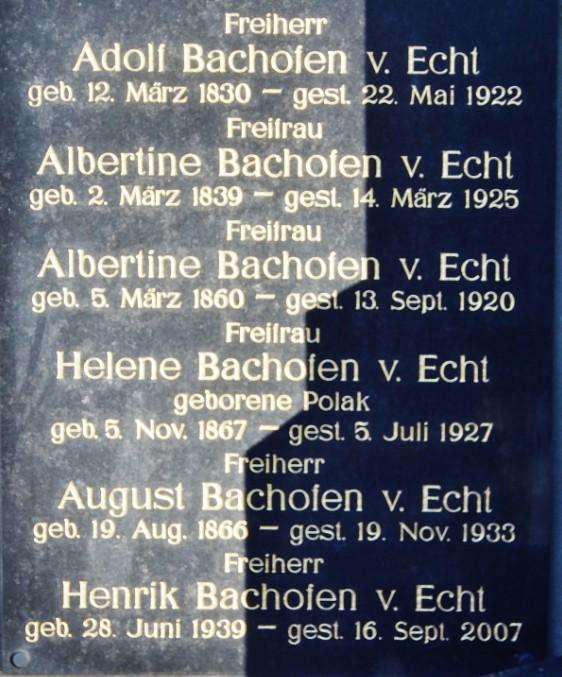 Freiherr
Adolf Bachofen v. Echt
geb. 12. März 1830 – gest. 22. Mai 1922
Freifrau
Albertine Bachofen v. Echt
geb. 2. März 1839 – gest. 14. März 1925
Freifrau
Albertine Bachofen v. Echt
geb. 5. März 1860 – gest. 13. Sept. 1920
Freifrau
Helene Bachofen v. Echt
geborene Polak
geb. 5. Nov. 1867 – gest. 5. Juli 1927
Freiherr
August Bachofen v. Echt
geb. 19. Aug. 1866 – gest. 19. Nov. 1933
Freiherr
Henrik Bachofen v. Echt
geb. 28. Juni 1939 – gest. 16. Sept. 2007